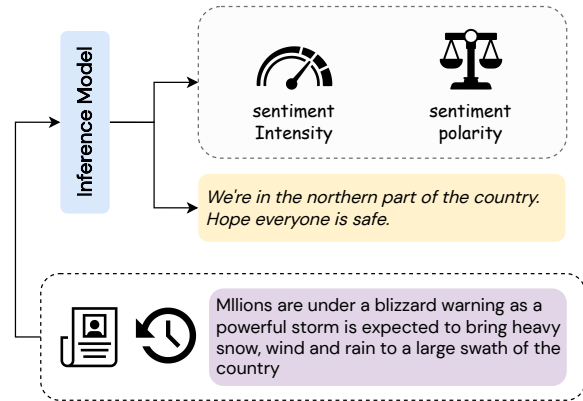 Inference Model
sentiment
Intensity
sentiment
polarity
We're in the northern part of the country.
Hope everyone is safe.
MIlions are under a blizzard warning as a
powerful storm is expected to bring heavy
snow, wind and rain to a large swath of the
country